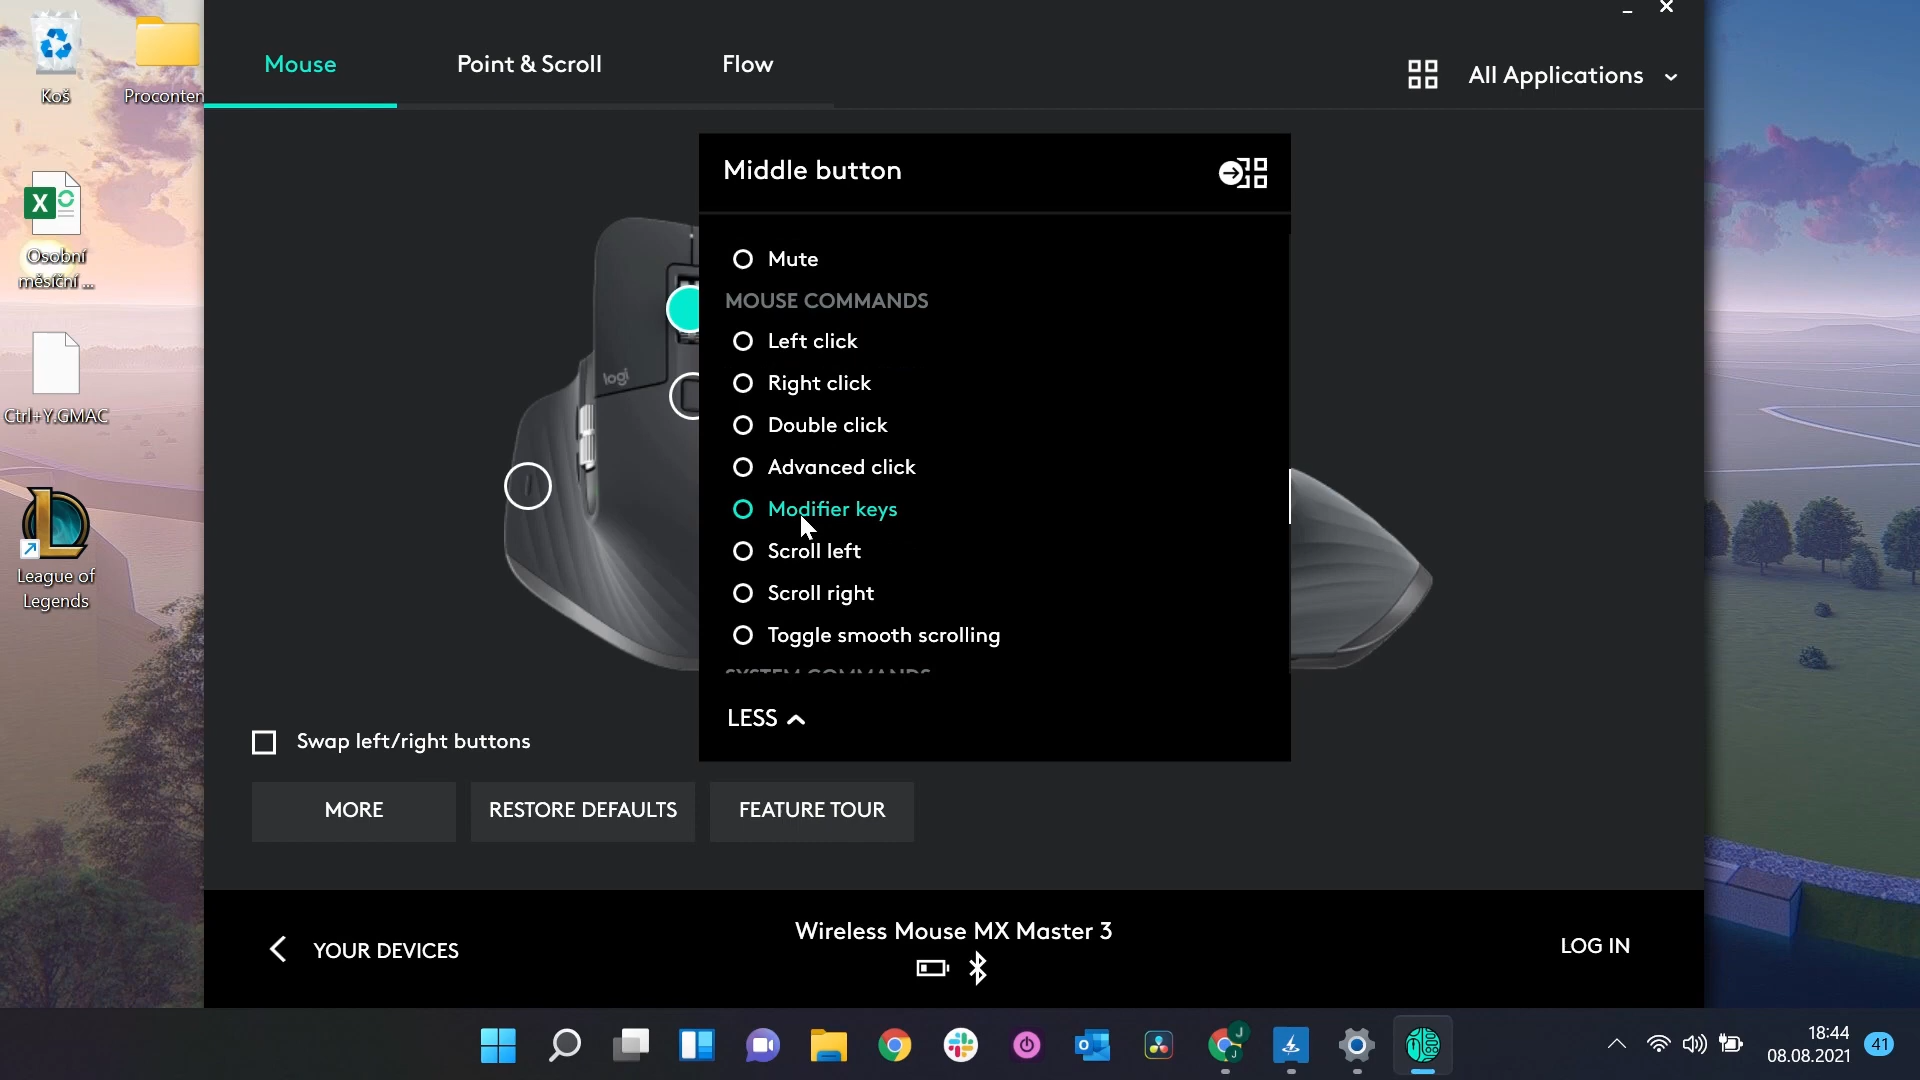 Koš
Proconten
Osobní
měsíční ...
Ctrl+Y.GMAC
League of
Legends
Mouse
Point & Scroll
Flow
All Applications
Middle button
Mute
MOUSE COMMANDS
Left click
Right click
Double click
Advanced click
Modifier keys
Scroll left
Scroll right
Toggle smooth scrolling
SYSTEM COMMANDS
LESS
logi
Swap left/right buttons
MORE
RESTORE DEFAULTS
FEATURE TOUR
YOUR DEVICES
Wireless Mouse MX Master 3
LOG IN
18:44
08.08.2021
41